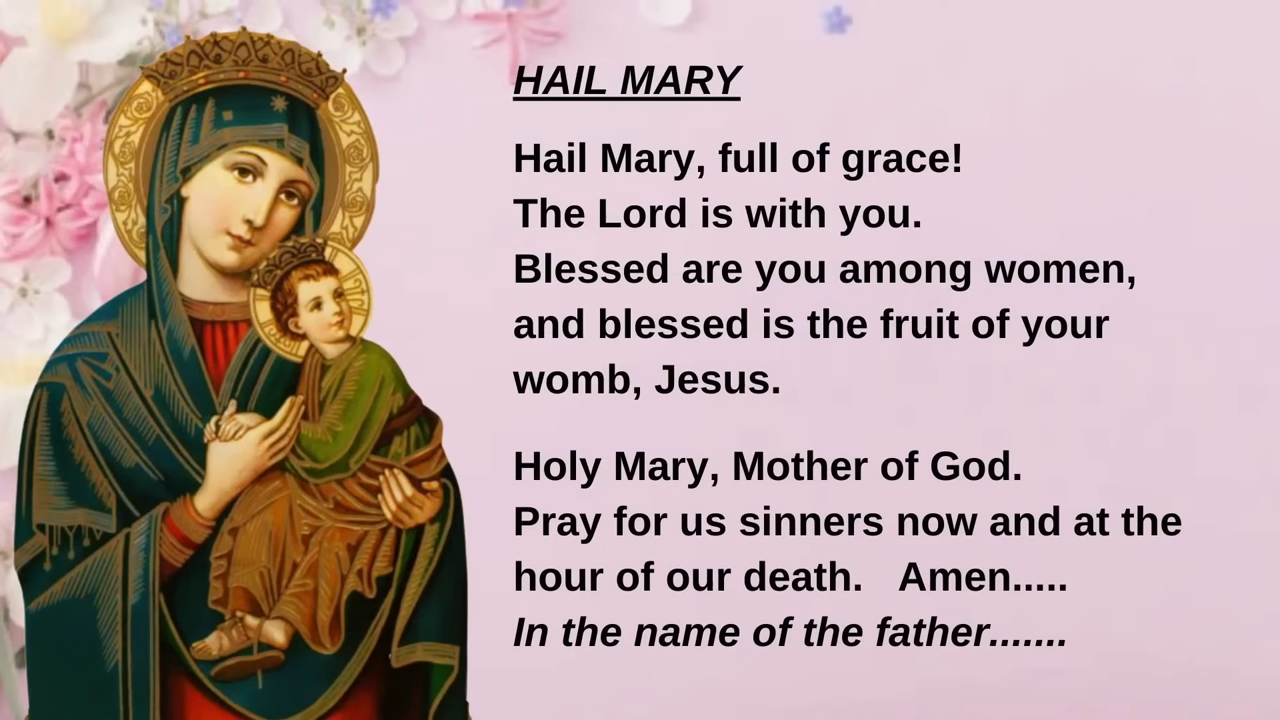 HAIL MARY
Hail Mary, full of grace!
The Lord is with you.
Blessed are you among women,
and blessed is the fruit of your
womb, Jesus.
Holy Mary, Mother of God.
Pray for us sinners now and at the
hour of our death.   Amen.....
In the name of the father.......